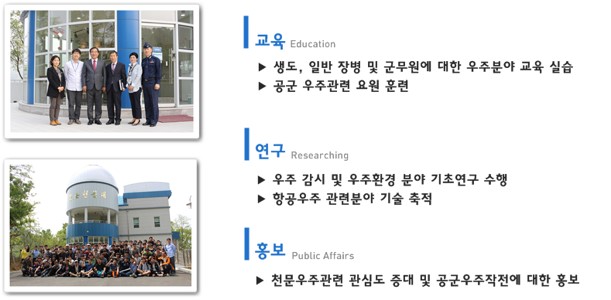 교육 Education
▶ 생도, 일반 장병 및 군무원에 대한 우주분야 교육 실습
▶ 공군 우주관련 요원 훈련
연구 Researching
▶ 우주 감시 및 우주환경 분야 기초연구 수행
▶ 항공우주 관련분야 기술 축적
홍보 Public Affairs
▶ 천문우주관련 관심도 증대 및 공군우주작전에 대한 홍보